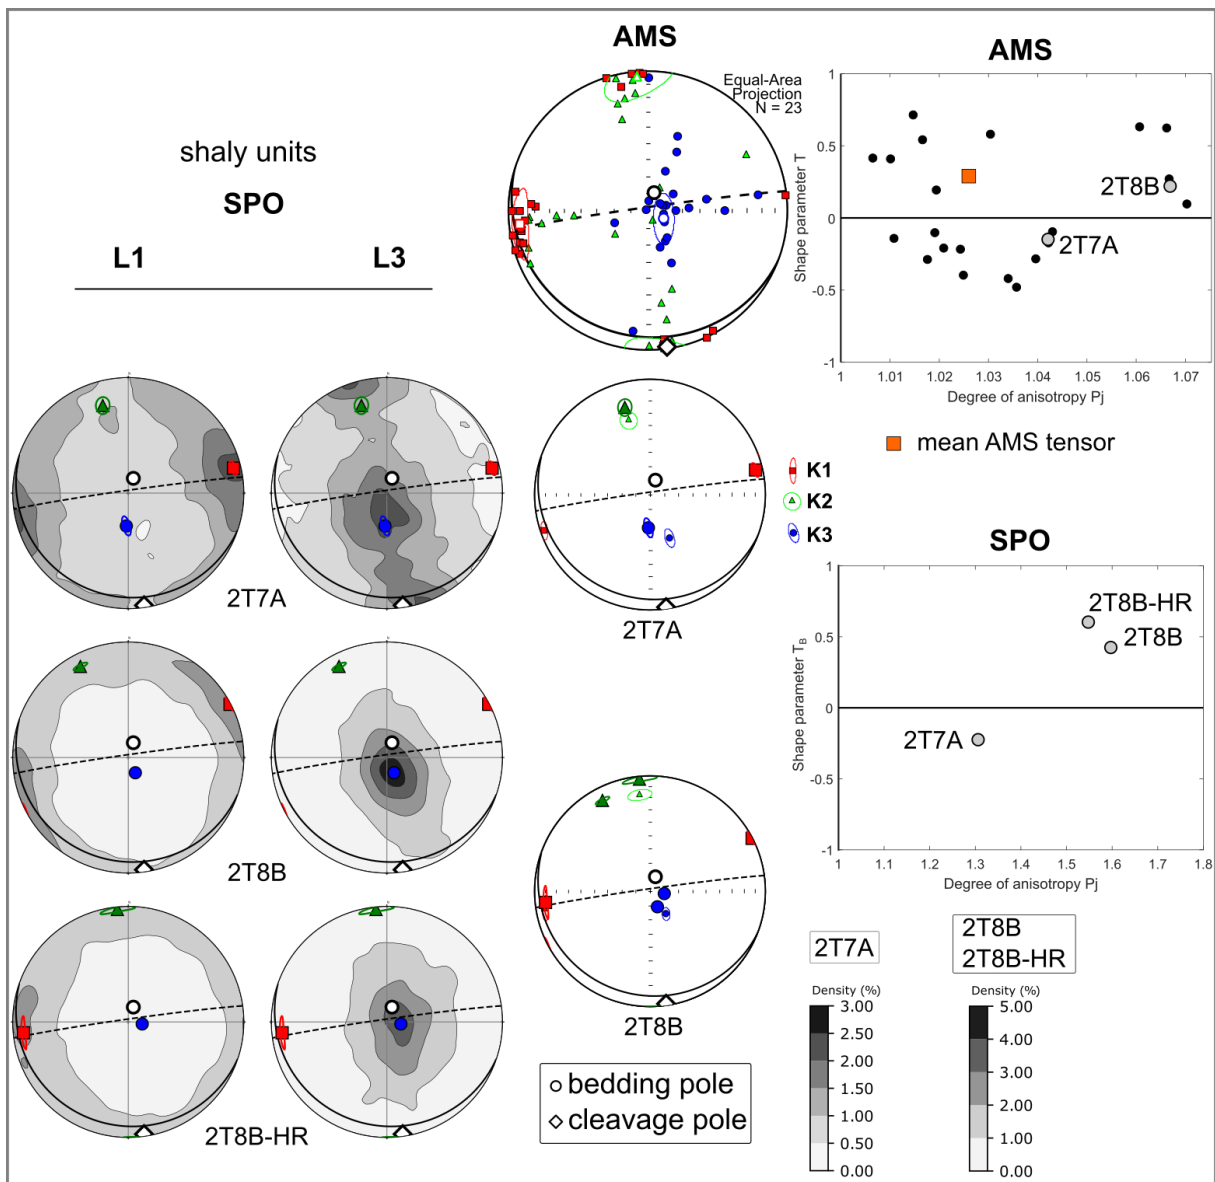 AMS
Equal-Area
Projection
N = 23
shaly units
SPO
L1
L3
AMS
1
0.5
0
-0.5
-1
Shape parameter T
2T8B
2T7A
1
1.01
1.02
1.03
1.04
1.05
1.06
1.07
Degree of anisotropy Pj
mean AMS tensor
K1
K2
K3
2T7A
2T7A
SPO
1
0.5
0
-0.5
-1
Shape parameter TB
2T8B-HR
2T8B
2T7A
1
1.1
1.2
1.3
1.4
1.5
1.6
1.7
1.8
Degree of anisotropy Pj
2T8B
2T8B
2T8B-HR
bedding pole
cleavage pole
2T7A
Density (%)
3.00
2.00
1.50
1.00
0.50
0.00
2T8B
2T8B-HR
Density (%)
5.00
4.00
3.00
2.00
1.00
0.00